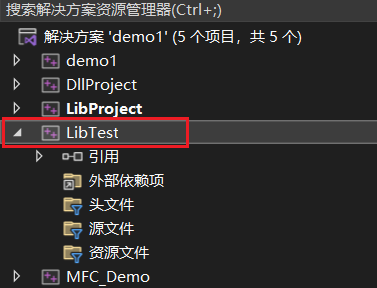 搜索解决方案资源管理器(Ctrl+;)
解决方案 'demo1' (5 个项目，共 5 个)
demo1
DllProject
LibProject
LibTest
引用
外部依赖项
头文件
源文件
资源文件
MFC_Demo